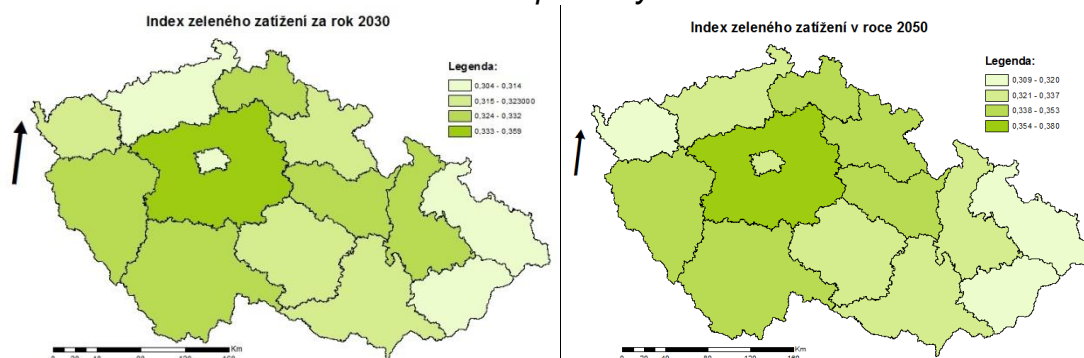 Index zeleného zatížení za rok 2030
Legenda:
0,304 - 0,314
0,315 - 0,323000
0,324 - 0,332
0,333 - 0,359
Km
Index zeleného zatížení v roce 2050
Legenda:
0,309 - 0,320
0,321 - 0,337
0,338 - 0,353
0,354 - 0,380
Km